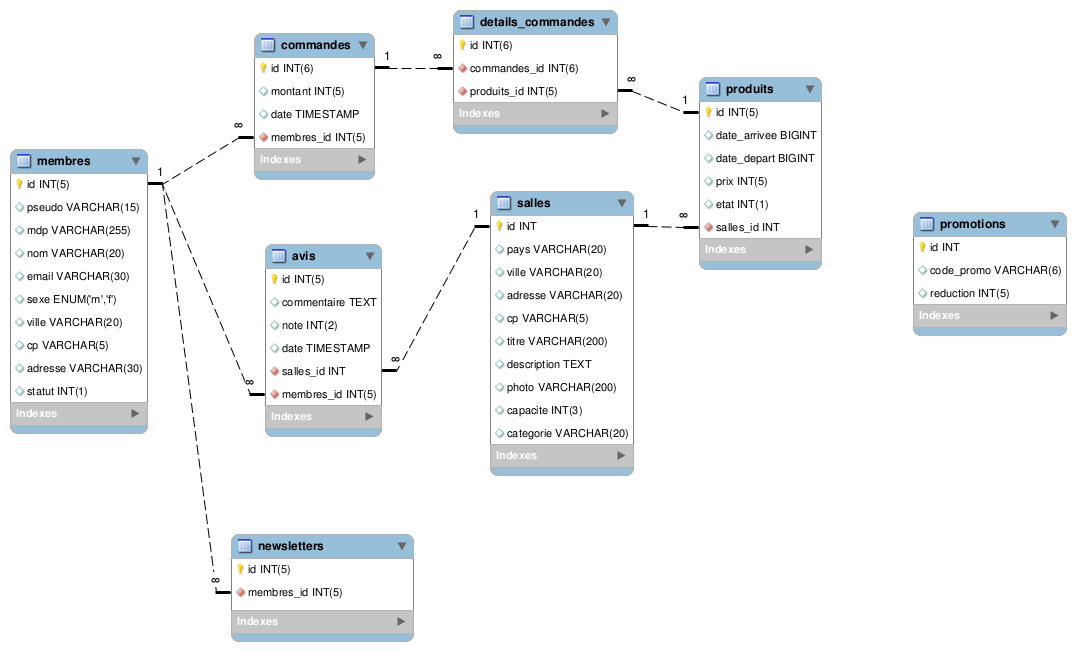 membres
id INT(5)
pseudo VARCHAR(15)
mdp VARCHAR(255)
nom VARCHAR(20)
email VARCHAR(30)
sexe ENUM('m','f')
ville VARCHAR(20)
cp VARCHAR(5)
adresse VARCHAR(30)
statut INT(1)
Indexes
1
∞
commandes
id INT(6)
montant INT(5)
date TIMESTAMP
membres_id INT(5)
Indexes
1
∞
details_commandes
id INT(6)
commandes_id INT(6)
produits_id INT(5)
Indexes
∞
1
produits
id INT(5)
date_arrivee BIGINT
date_depart BIGINT
prix INT(5)
etat INT(1)
salles_id INT
Indexes
∞
avis
id INT(5)
commentaire TEXT
note INT(2)
date TIMESTAMP
salles_id INT
membres_id INT(5)
Indexes
∞
1
salles
id INT
pays VARCHAR(20)
ville VARCHAR(20)
adresse VARCHAR(20)
cp VARCHAR(5)
titre VARCHAR(200)
description TEXT
photo VARCHAR(200)
capacite INT(3)
categorie VARCHAR(20)
Indexes
1
∞
promotions
id INT
code_promo VARCHAR(6)
reduction INT(5)
Indexes
∞
newsletters
id INT(5)
membres_id INT(5)
Indexes